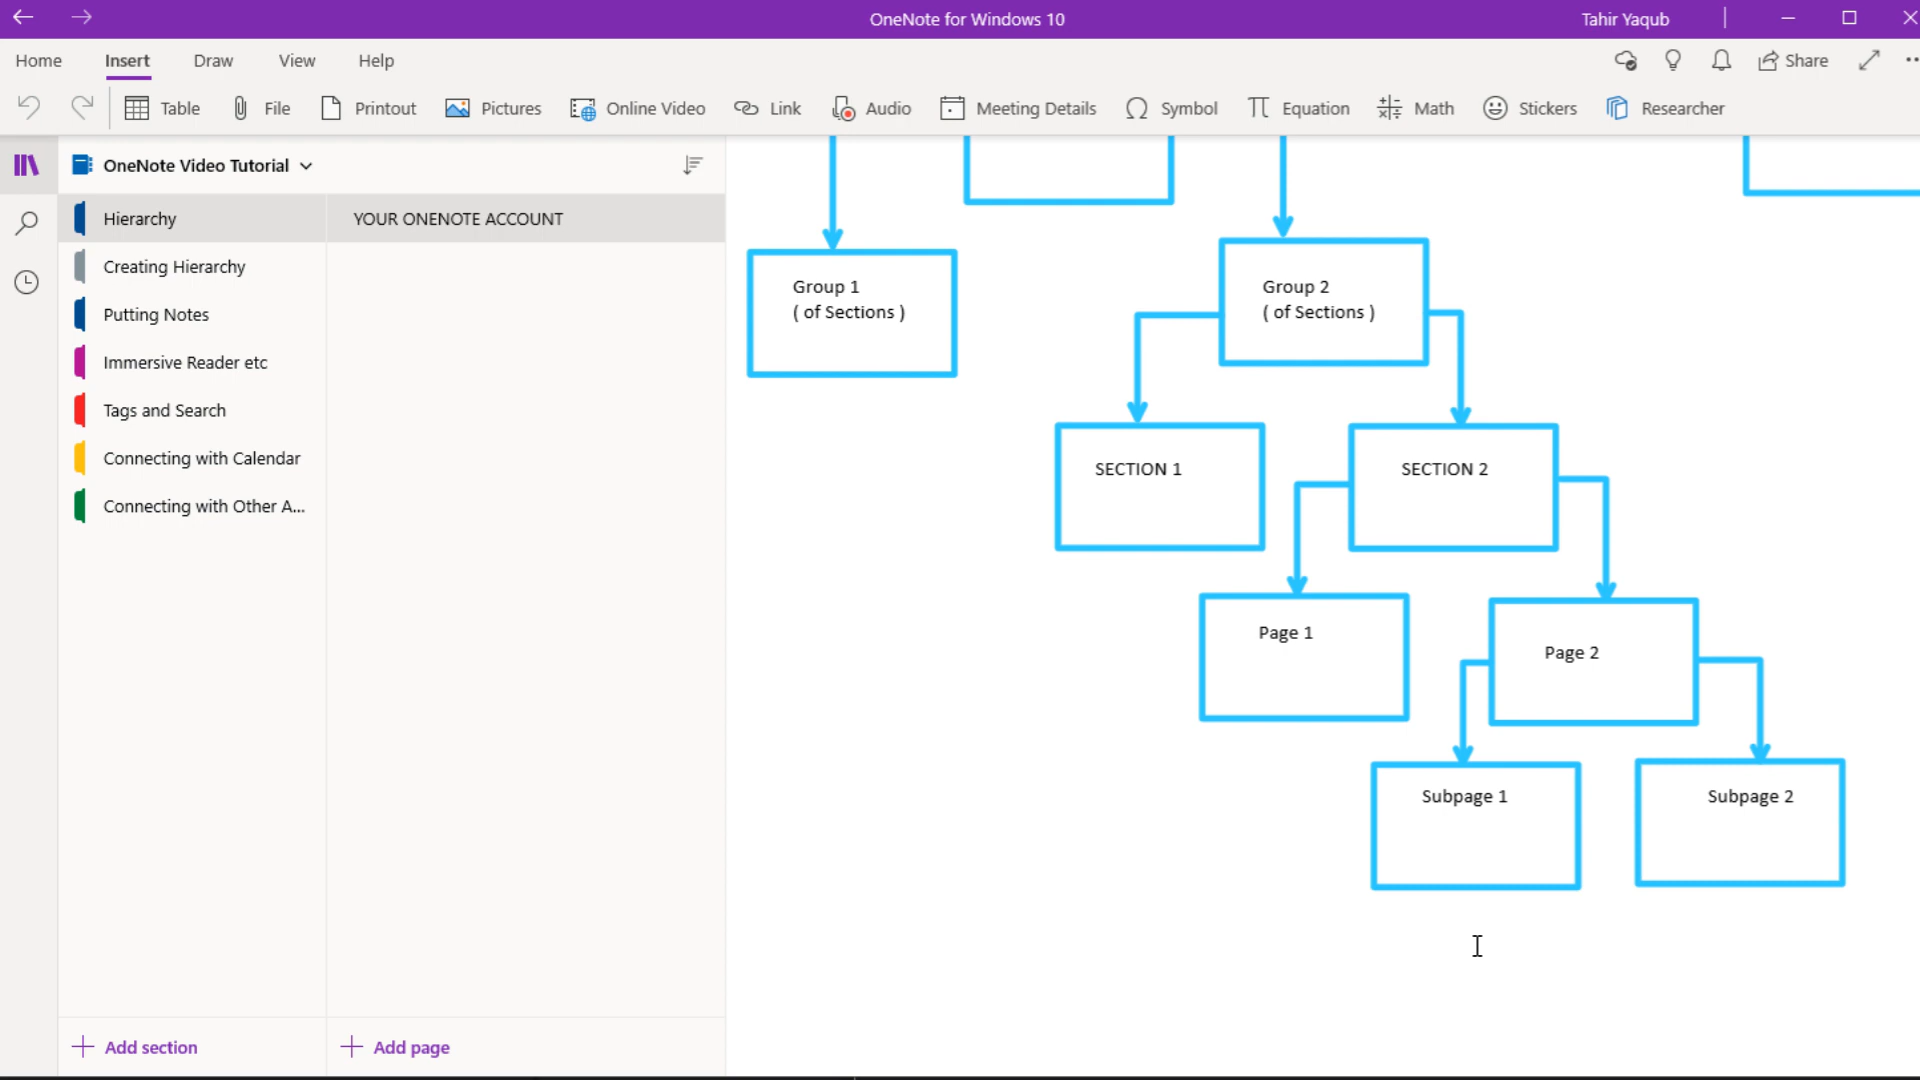 OneNote for Windows 10
Tahir Yaqub
Home Insert Draw View Help
Share
Table File Printout Pictures Online Video Link Audio Meeting Details Symbol Equation Math Stickers Researcher
OneNote Video Tutorial
Hierarchy
Creating Hierarchy
Putting Notes
Immersive Reader etc
Tags and Search
Connecting with Calendar
Connecting with Other A...
Add section
YOUR ONENOTE ACCOUNT
Add page
Group 1
( of Sections )
Group 2
( of Sections )
SECTION 1
SECTION 2
Page 1
Page 2
Subpage 1
Subpage 2